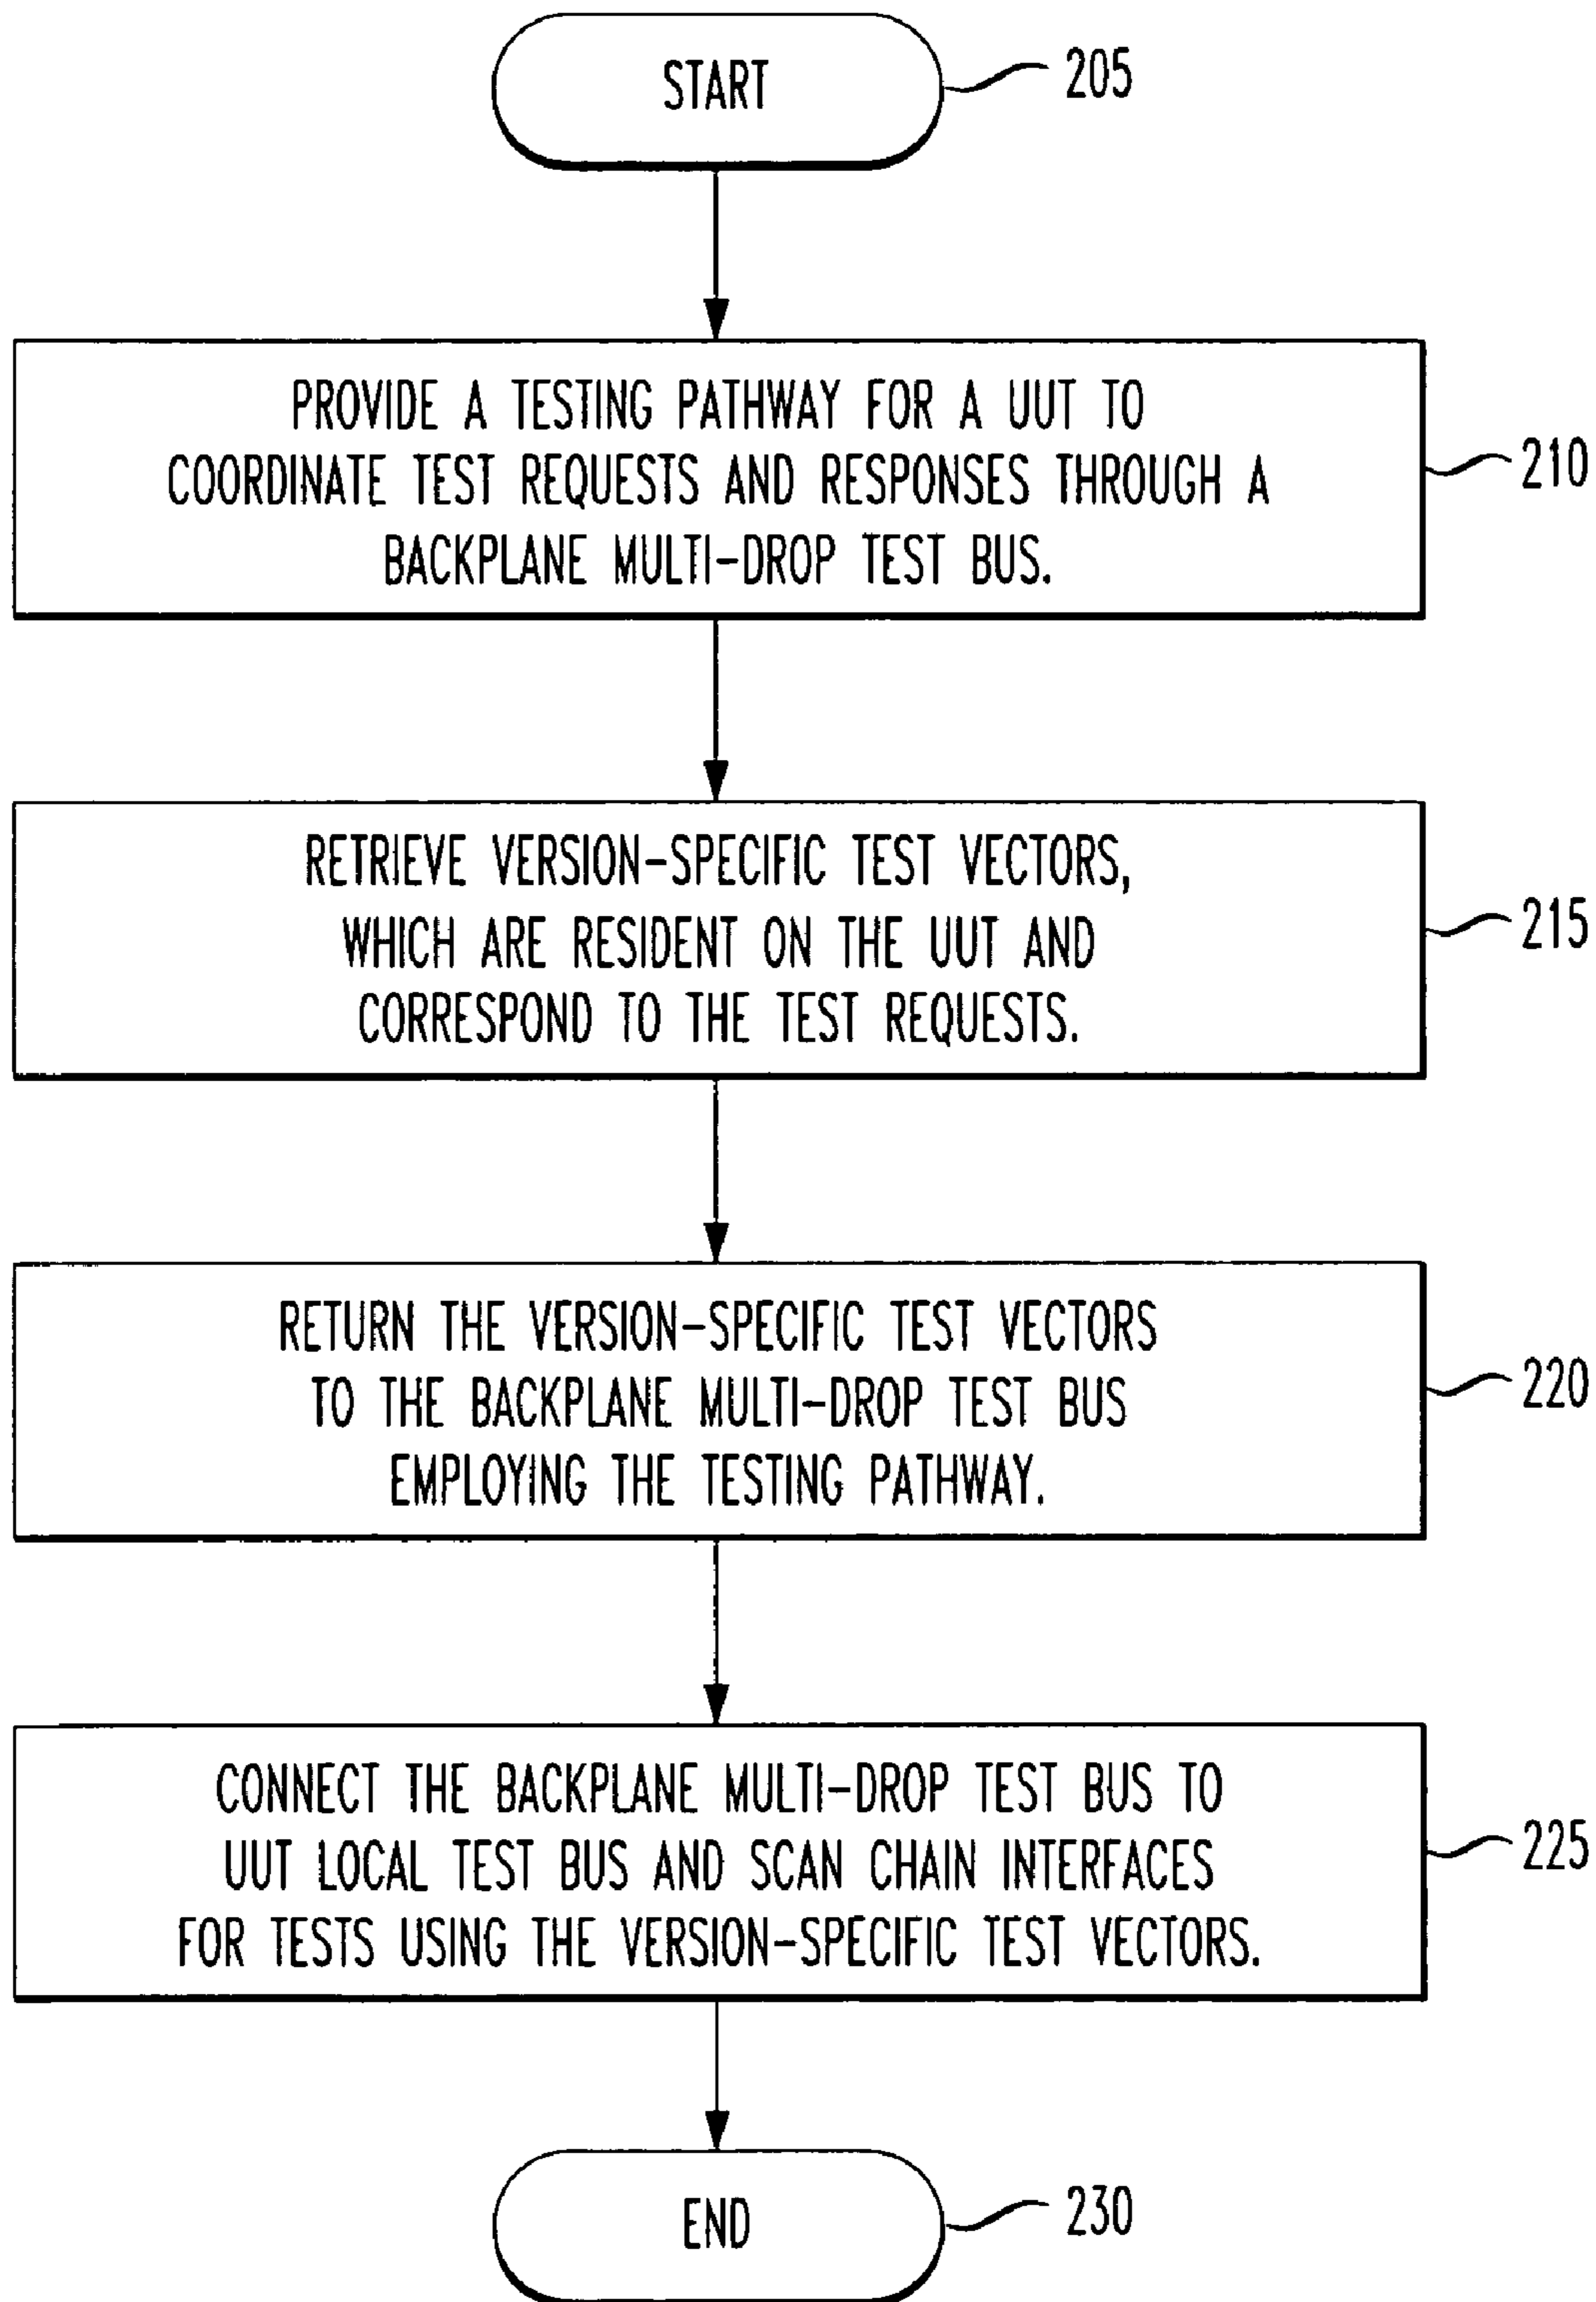 START
205
PROVIDE A TESTING PATHWAY FOR A UUT TO
COORDINATE TEST REQUESTS AND RESPONSES THROUGH A
BACKPLANE MULTI-DROP TEST BUS.
210
RETRIEVE VERSION-SPECIFIC TEST VECTORS,
WHICH ARE RESIDENT ON THE UUT AND
CORRESPOND TO THE TEST REQUESTS.
215
RETURN THE VERSION-SPECIFIC TEST VECTORS
TO THE BACKPLANE MULTI-DROP TEST BUS
EMPLOYING THE TESTING PATHWAY.
220
CONNECT THE BACKPLANE MULTI-DROP TEST BUS TO
UUT LOCAL TEST BUS AND SCAN CHAIN INTERFACES
FOR TESTS USING THE VERSION-SPECIFIC TEST VECTORS.
225
END
230